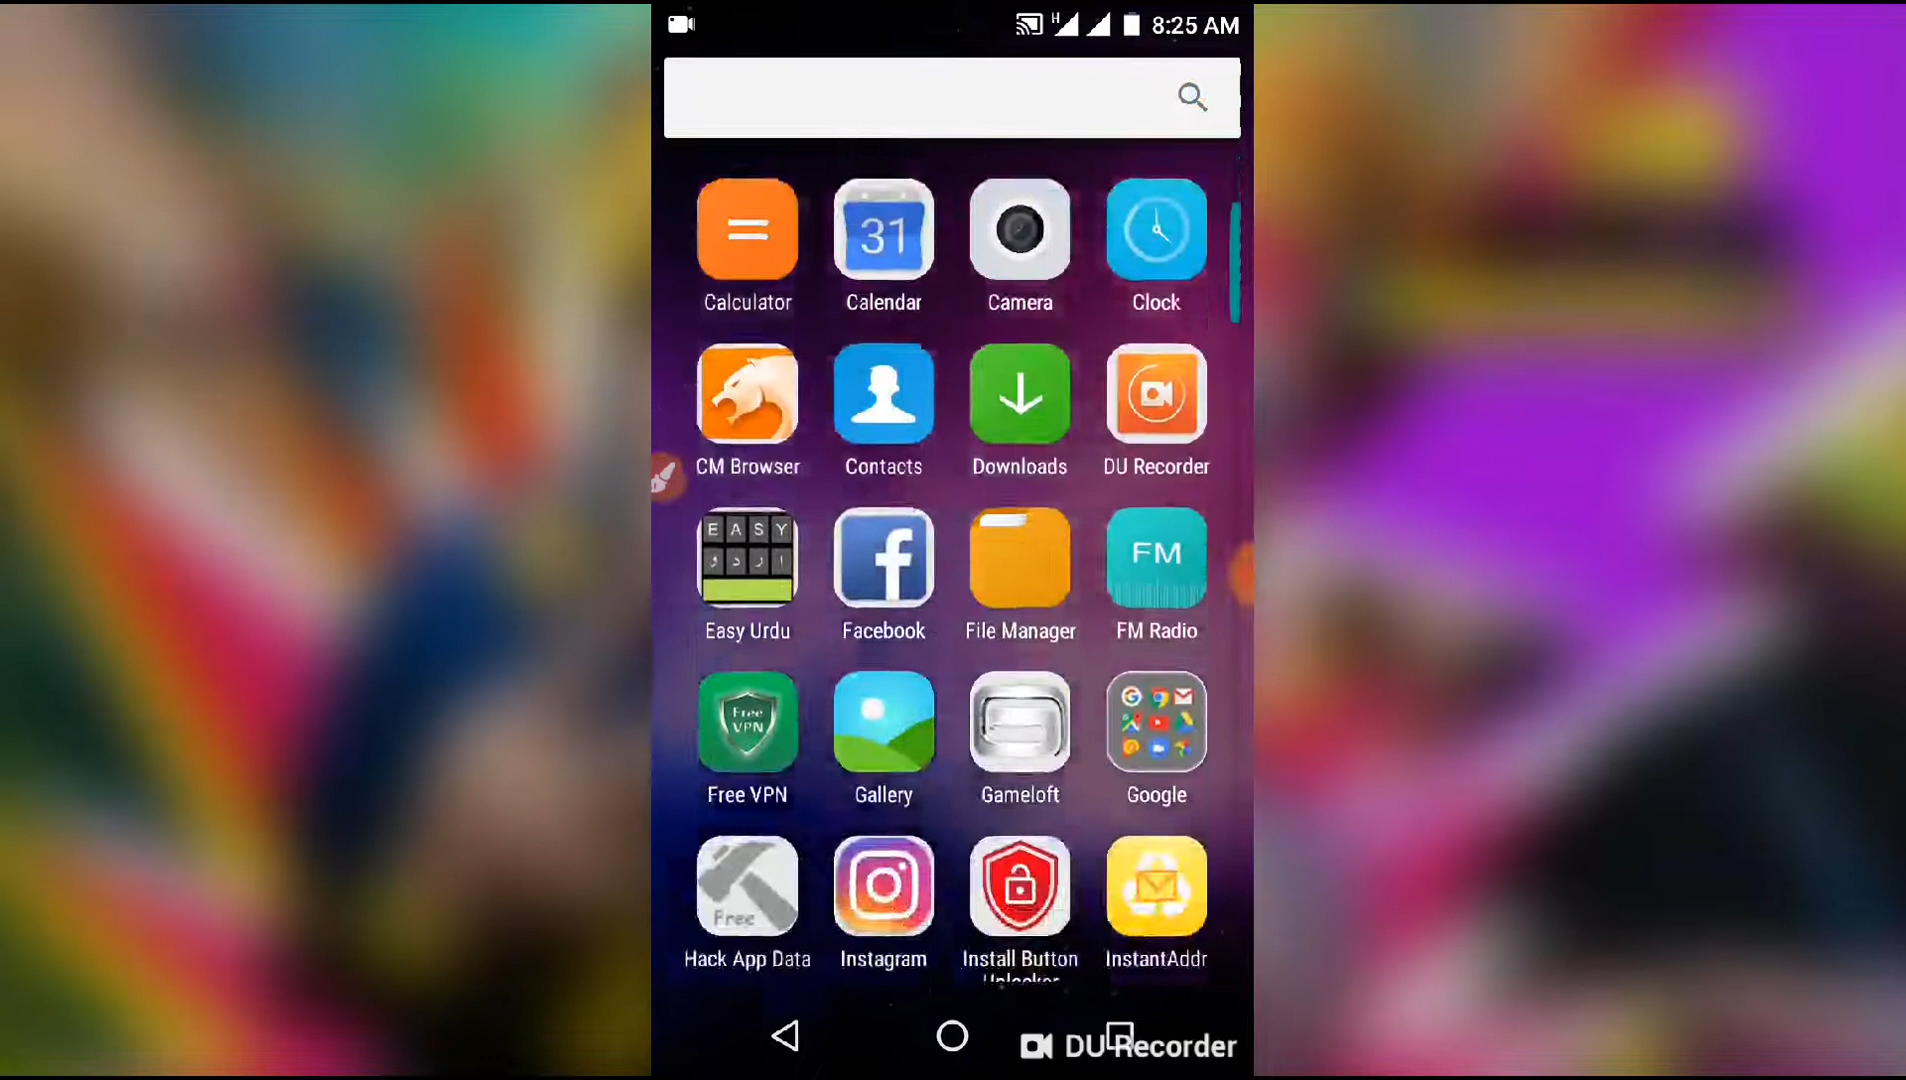 H 8:25 AM
31
Calculator Calendar Camera Clock
CM Browser Contacts Downloads DU Recorder
E A S Y
ا ر د و
FM
Easy Urdu Facebook File Manager FM Radio
Free
VPN
Free VPN Gallery Gameloft Google
Free
Hack App Data Instagram Install Button InstantAddr
Unlocker
DU Recorder